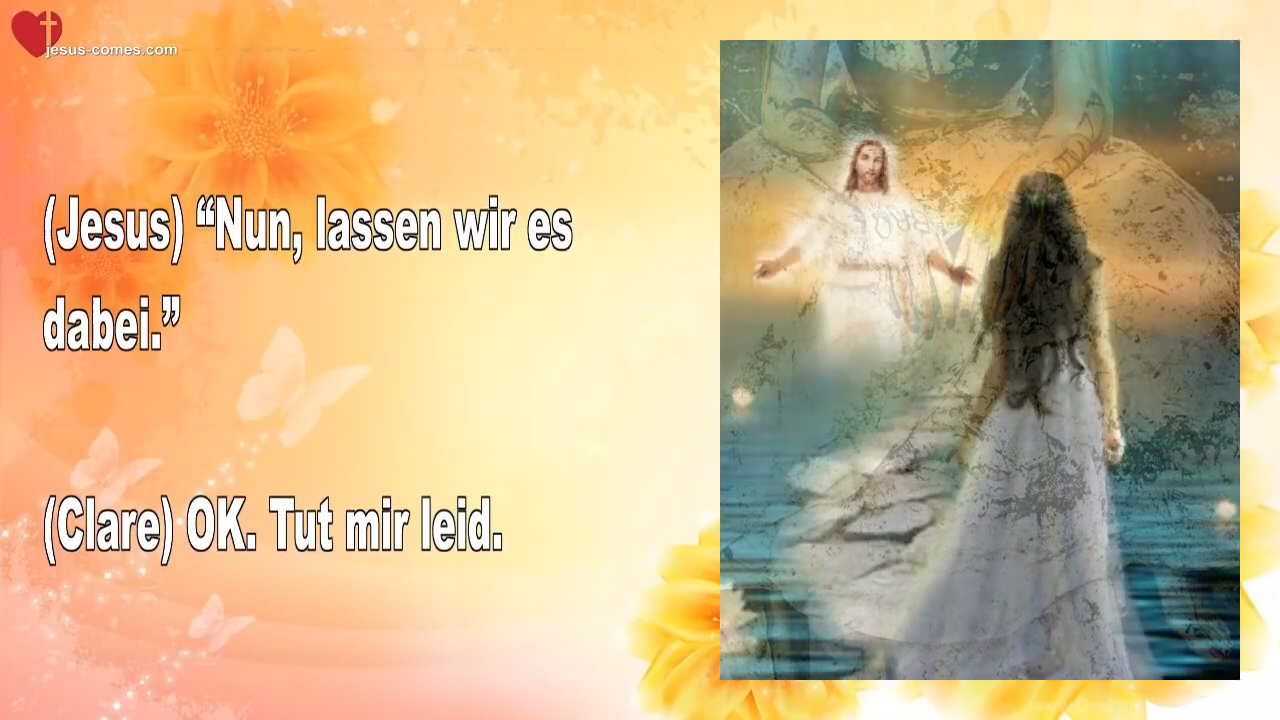 jesus-comes.com
(Jesus) “Nun, lassen wir es
dabei.”
(Clare) OK. Tut mir leid.